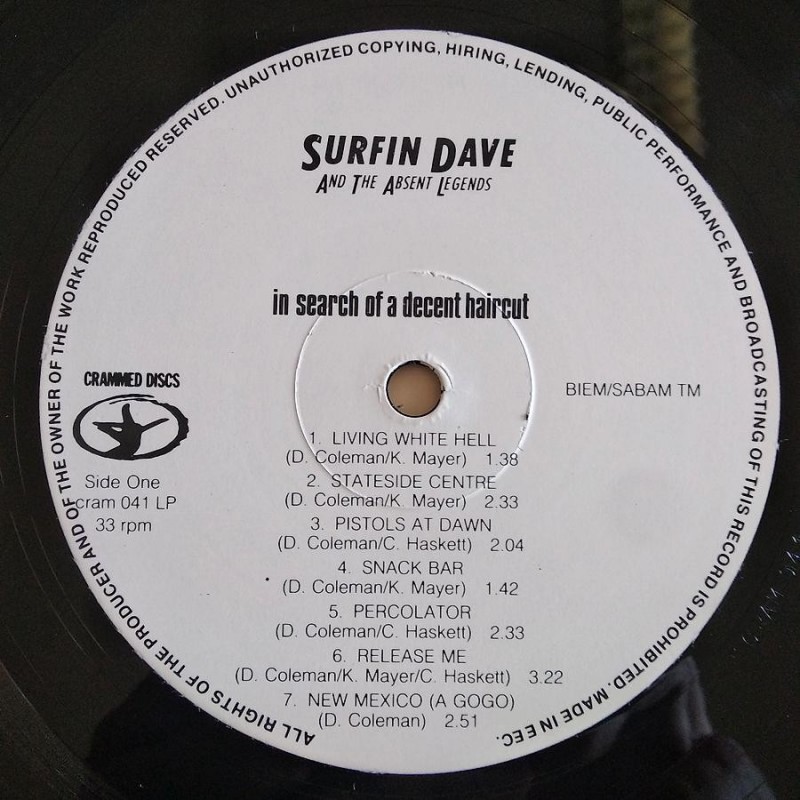 ALL RIGHTS OF THE PRODUCER AND OF THE OWNER OF THE WORK REPRODUCED RESERVED. UNAUTHORIZED COPYING, HIRING, LENDING, PUBLIC PERFORMANCE AND BROADCASTING OF THIS RECORD IS PROHIBITED. MADE IN EEC.
SURFIN DAVE
AND THE ABSENT LEGENDS
in search of a decent haircut
CRAMMED DISCS
BIEM/SABAM TM
Side One
cram 041 LP
33 rpm
1. LIVING WHITE HELL
(D. Coleman/K. Mayer) 1.38
2. STATESIDE CENTRE
(D. Coleman/K. Mayer) 2.33
3. PISTOLS AT DAWN
(D. Coleman/C. Haskett) 2.04
4. SNACK BAR
(D. Coleman/K. Mayer) 1.42
5. PERCOLATOR
(D. Coleman/C. Haskett) 2.33
6. RELEASE ME
(D. Coleman/K. Mayer/C. Haskett) 3.22
7. NEW MEXICO (A GOGO)
(D. Coleman) 2.51